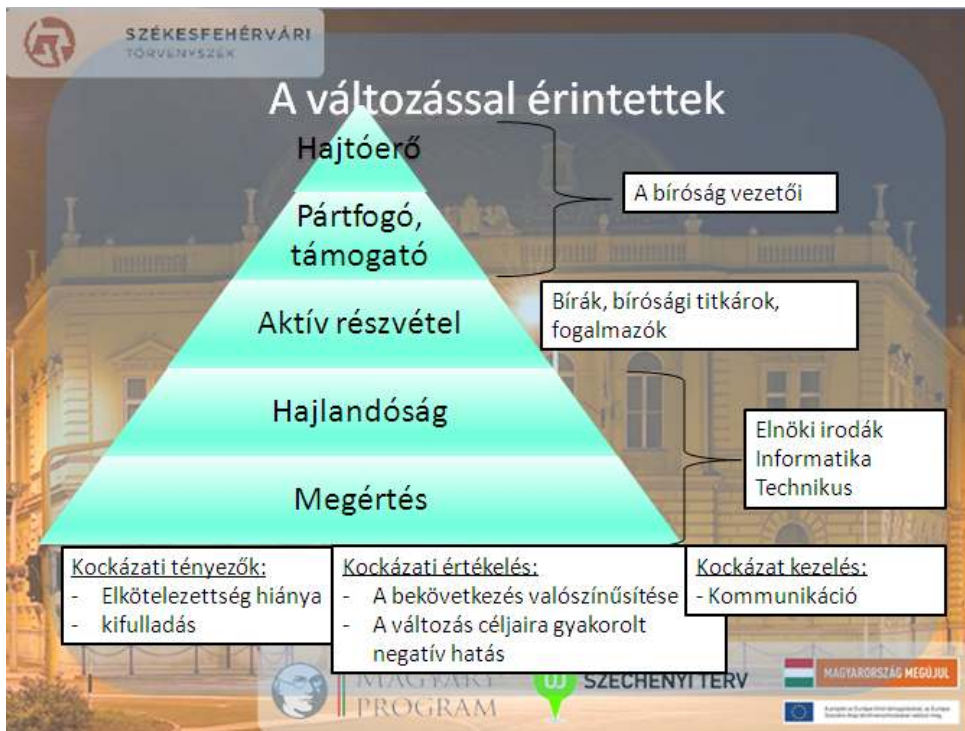 SZÉKESFEHÉRVÁRI
TÖRVÉNYSZÉK
A változással érintettek
Hajtóerő
Pártfogó,
támogató
A bíróság vezetői
Aktív részvétel
Bírák, bírósági titkárok,
fogalmazók
Hajlandóság
Megértés
Elnöki irodák
Informatika
Technikus
Kockázati tényezők:
- Elkötelezettség hiánya
- kifulladás
Kockázati értékelés:
- A bekövetkezés valószínűsítése
- A változás céljaira gyakorolt
negatív hatás
Kockázat kezelés:
- Kommunikáció
MAGYARY
PROGRAM
SZÉCHENYI TERV
MAGYARORSZÁG MEGÚJUL